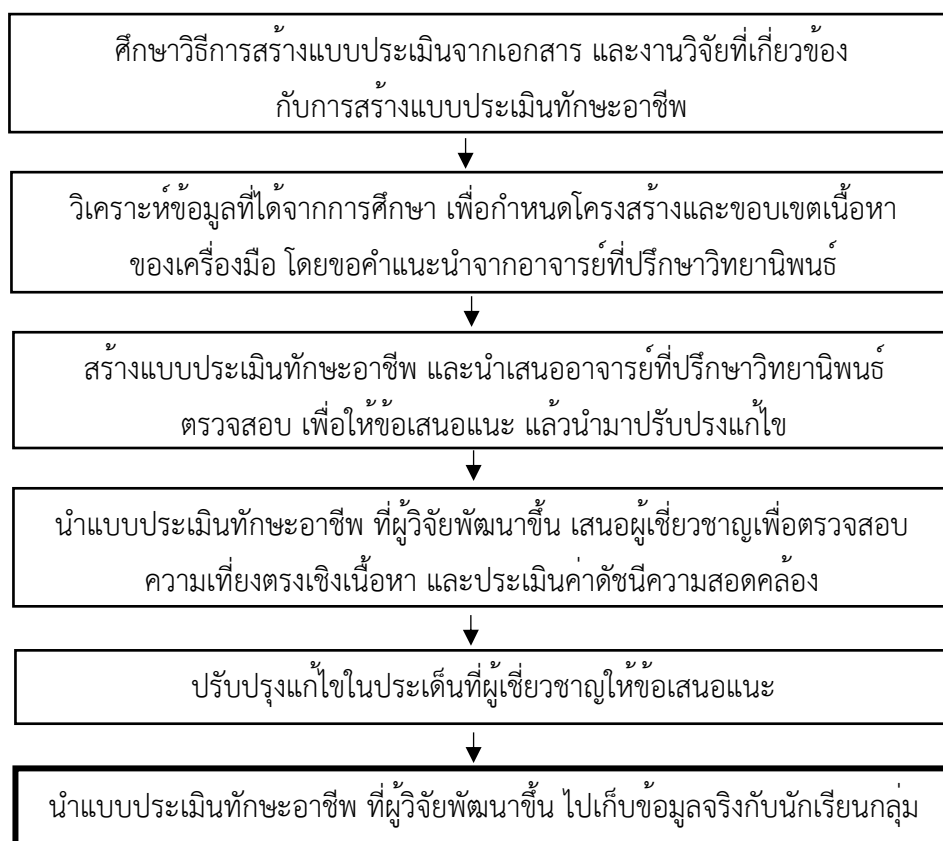 ศึกษาวิธีการสร้างแบบประเมินจากเอกสาร และงานวิจัยที่เกี่ยวข้อง
กับการสร้างแบบประเมินทักษะอาชีพ
วิเคราะห์ข้อมูลที่ได้จากการศึกษา เพื่อกำหนดโครงสร้างและขอบเขตเนื้อหา
ของเครื่องมือ โดยขอคำแนะนำจากอาจารย์ที่ปรึกษาวิทยานิพนธ์
สร้างแบบประเมินทักษะอาชีพ และนำเสนออาจารย์ที่ปรึกษาวิทยานิพนธ์
ตรวจสอบ เพื่อให้ข้อเสนอแนะ แล้วนำมาปรับปรงแก้ไข
นำแบบประเมินทักษะอาชีพ ที่ผู้วิจัยพัฒนาขึ้น เสนอผู้เชี่ยวชาญเพื่อตรวจสอบ
ความเที่ยงตรงเชิงเนื้อหา และประเมินค่าดัชนีความสอดคล้อง
ปรับปรุงแก้ไขในประเด็นที่ผู้เชี่ยวชาญให้ข้อเสนอแนะ
นำแบบประเมินทักษะอาชีพ ที่ผู้วิจัยพัฒนาขึ้น ไปเก็บข้อมูลจริงกับนักเรียนกลุ่ม